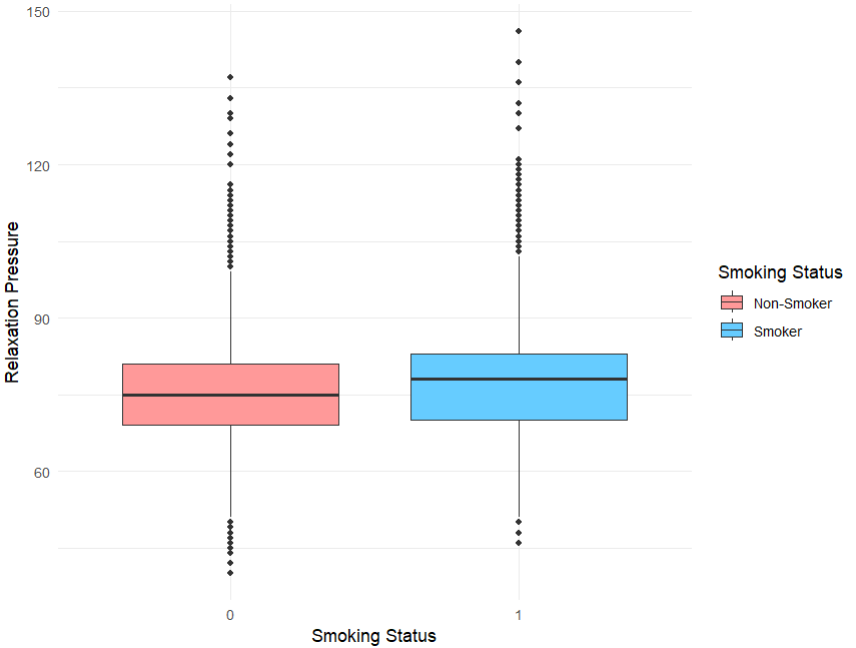 150
120
90
60
Relaxation Pressure
0
1
Smoking Status
Smoking Status
Non-Smoker
Smoker